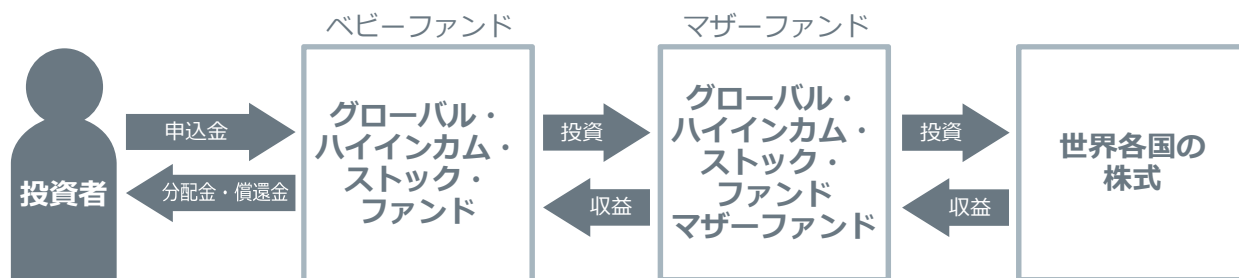 ベビーファンド
マザーファンド
投資者
申込金
分配金・償還金
グローバル・
ハイインカム・
ストック・
ファンド
投資
収益
グローバル・
ハイインカム・
ストック・
ファンド
マザーファンド
投資
収益
世界各国の
株式